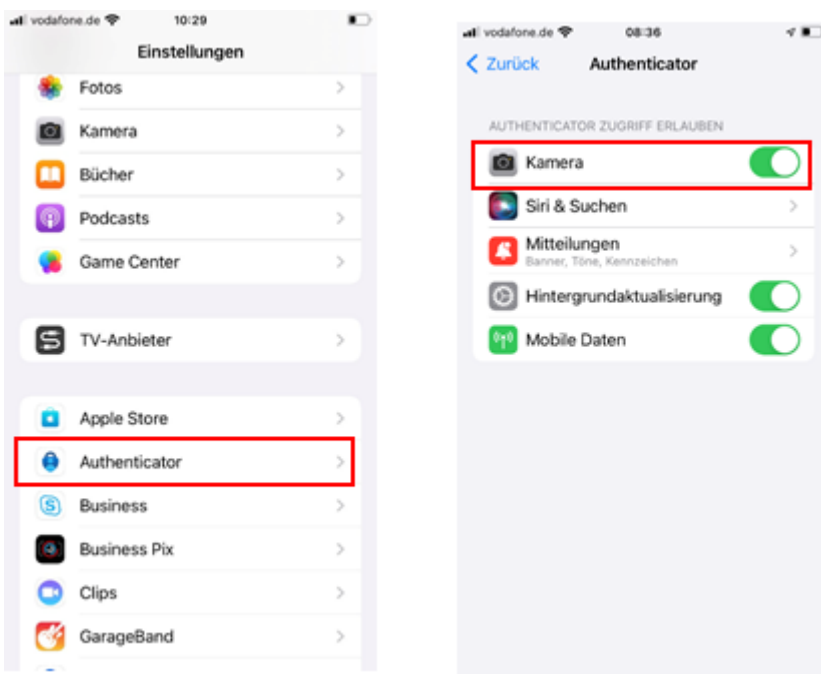 vodafone.de 10:29
Einstellungen
Fotos
Kamera
Bücher
Podcasts
Game Center
TV-Anbieter
Apple Store
Authenticator
Business
Business Pix
Clips
GarageBand
vodafone.de 08:36
Zurück Authenticator
AUTHENTICATOR ZUGRIFF ERLAUBEN
Kamera
Siri & Suchen
Mitteilungen
Banner, Töne, Kennzeichen
Hintergrundaktualisierung
Mobile Daten